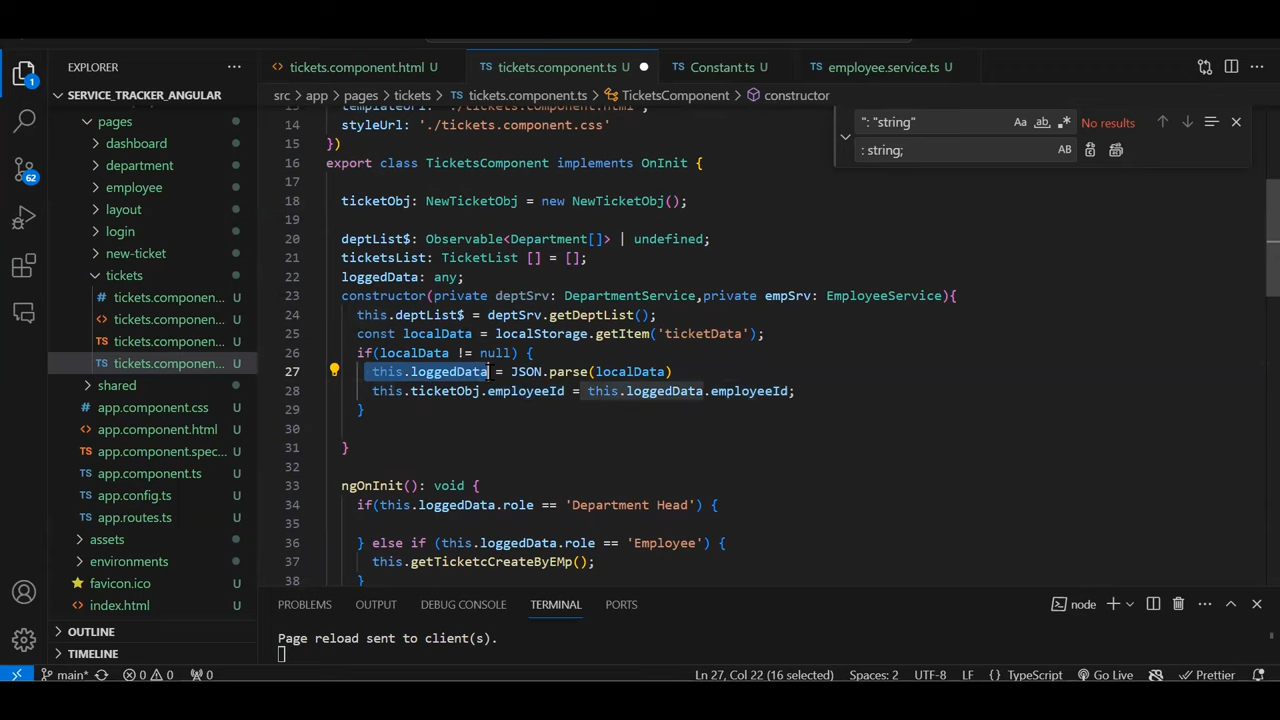 EXPLORER
SERVICE_TRACKER_ANGULAR
pages
dashboard
department
employee
layout
login
new-ticket
tickets
tickets.componen...
tickets.componen...
tickets.componen...
tickets.componen...
shared
app.component.css
app.component.html
app.component.spec...
app.component.ts
app.config.ts
app.routes.ts
assets
environments
favicon.ico
index.html
OUTLINE
TIMELINE
tickets.component.html U
tickets.component.ts U
Constant.ts U
employee.service.ts U
src > app > pages > tickets > tickets.component.ts > TicketsComponent > constructor
": "string"
No results
: string;
14 styleUrl: './tickets.component.css'
15 })
16 export class TicketsComponent implements OnInit {
17
18 ticketObj: NewTicketObj = new NewTicketObj();
19
20 deptList$: Observable<Department[]> | undefined;
21 ticketsList: TicketList [] = [];
22 loggedData: any;
23 constructor(private deptSrv: DepartmentService,private empSrv: EmployeeService){
24 this.deptList$ = deptSrv.getDeptList();
25 const localData = localStorage.getItem('ticketData');
26 if(localData != null) {
27 this.loggedData = JSON.parse(localData)
28 this.ticketObj.employeeId = this.loggedData.employeeId;
29 }
30
31 }
32
33 ngOnInit(): void {
34 if(this.loggedData.role == 'Department Head') {
35
36 } else if (this.loggedData.role == 'Employee') {
37 this.getTicketcCreateByEMp();
38 }
PROBLEMS OUTPUT DEBUG CONSOLE TERMINAL PORTS
node
Page reload sent to client(s).
main* 0 0 0 Ln 27, Col 22 (16 selected) Spaces: 2 UTF-8 LF {} TypeScript Go Live Prettier